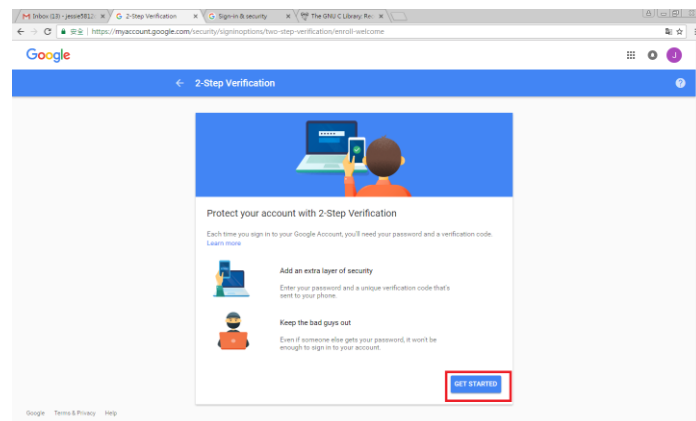 Inbox (13) - jessie5812
2-Step Verification
Sign-in & security
The GNU C Library: Re
https://myaccount.google.com/security/signinoptions/two-step-verification/enroll-welcome
Google
J
2-Step Verification
Protect your account with 2-Step Verification
Each time you sign in to your Google Account, you'll need your password and a verification code.
Learn more
Add an extra layer of security
Enter your password and a unique verification code that's
sent to your phone.
Keep the bad guys out
Even if someone else gets your password, it won't be
enough to sign in to your account.
GET STARTED
Google Terms & Privacy Help